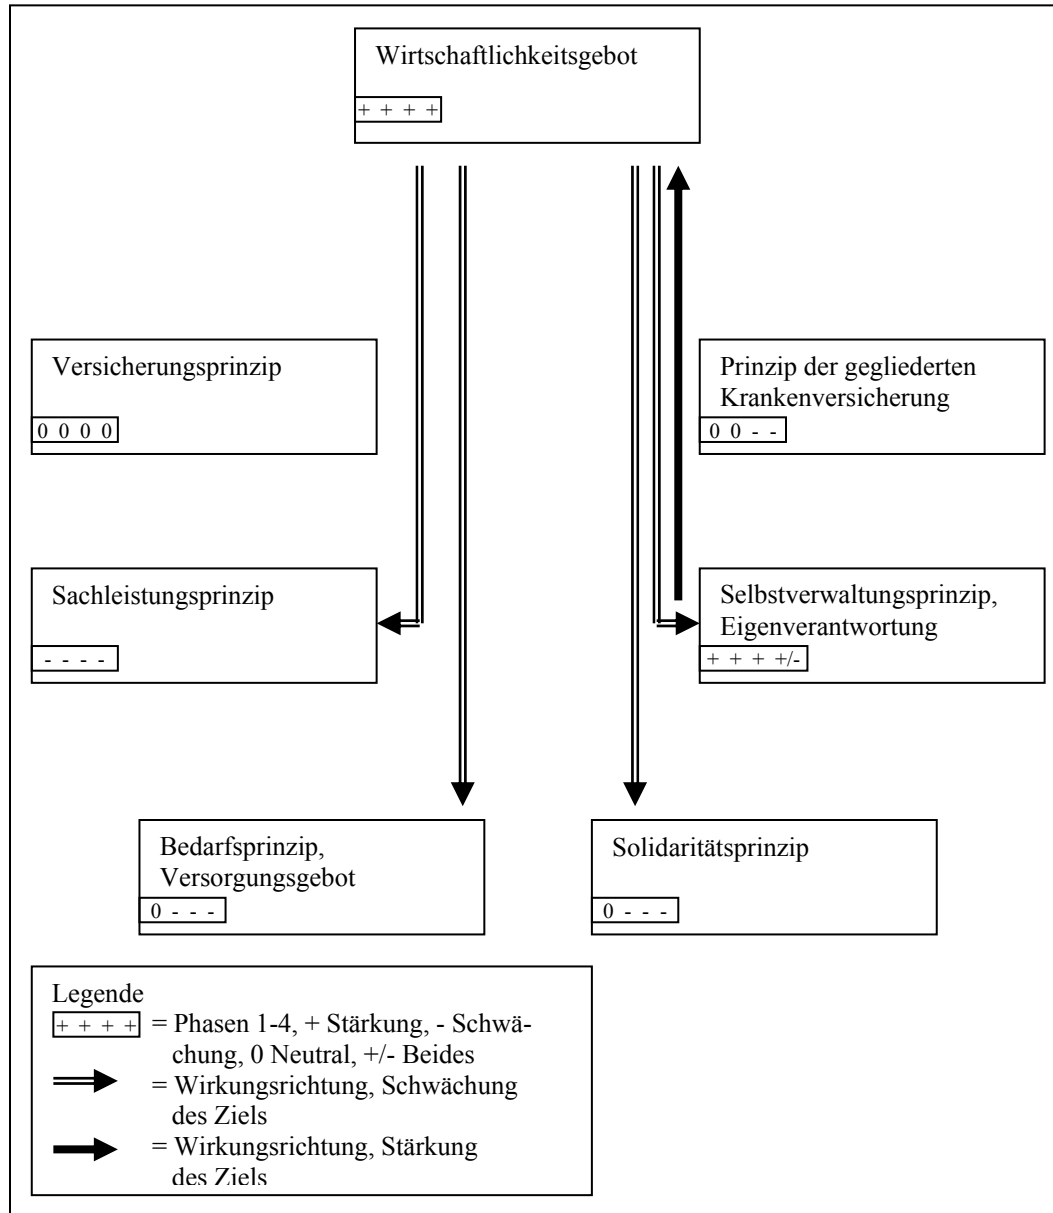 Wirtschaftlichkeitsgebot
+ + + +
Versicherungsprinzip
0 0 0 0
Prinzip der gegliederten
Krankenversicherung
0 0 - -
Sachleistungsprinzip
- - - -
Selbstverwaltungsprinzip,
Eigenverantwortung
+ + + +/-
Bedarfsprinzip,
Versorgungsgebot
0 - - -
Solidaritätsprinzip
0 - - -
Legende
+ + + + = Phasen 1-4, + Stärkung, - Schwä-
chung, 0 Neutral, +/- Beides
= Wirkungsrichtung, Schwächung
des Ziels
= Wirkungsrichtung, Stärkung
des Ziels